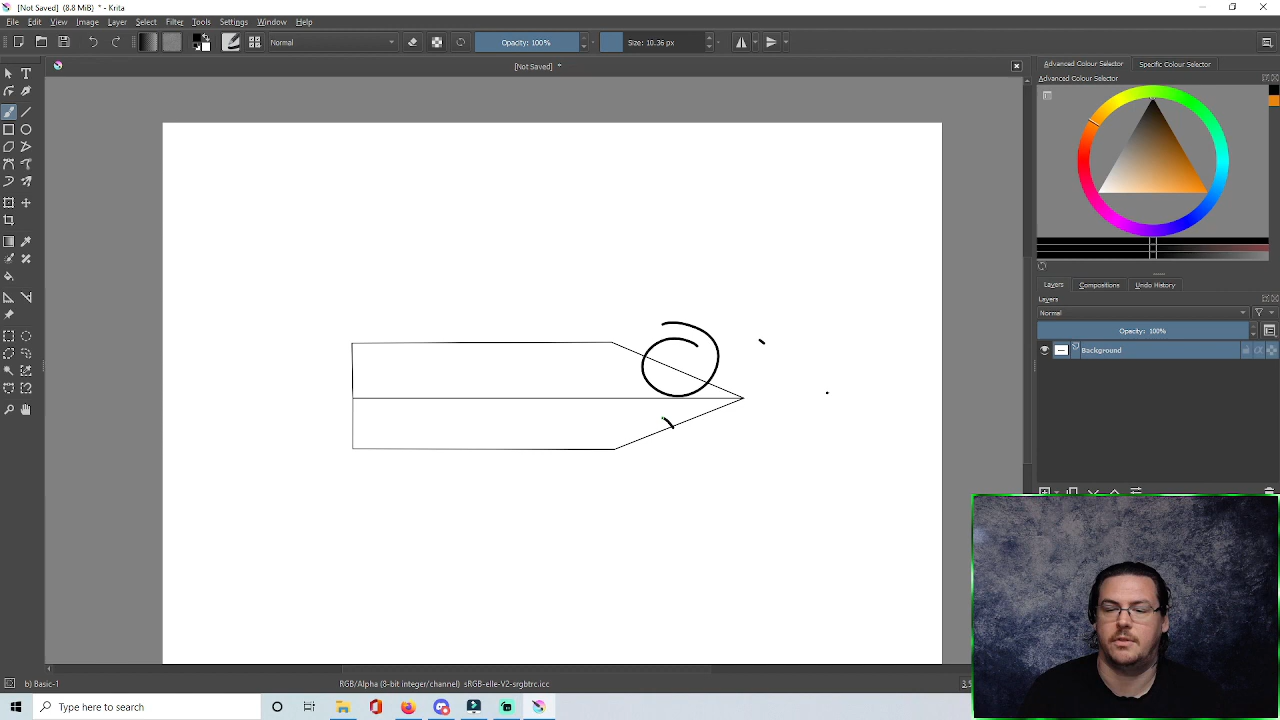 [Not Saved] (8.8 MiB) * - Krita
File Edit View Image Layer Select Filter Tools Settings Window Help
Normal Opacity: 100% Size: 10.36 px
[Not Saved] *
Advanced Colour Selector Specific Colour Selector
Advanced Colour Selector
Layers Compositions Undo History
Layers
Normal
Opacity: 100%
Background
b) Basic-1 RGB/Alpha (8-bit integer/channel) sRGB-elle-V2-srgbtrc.icc
Type here to search